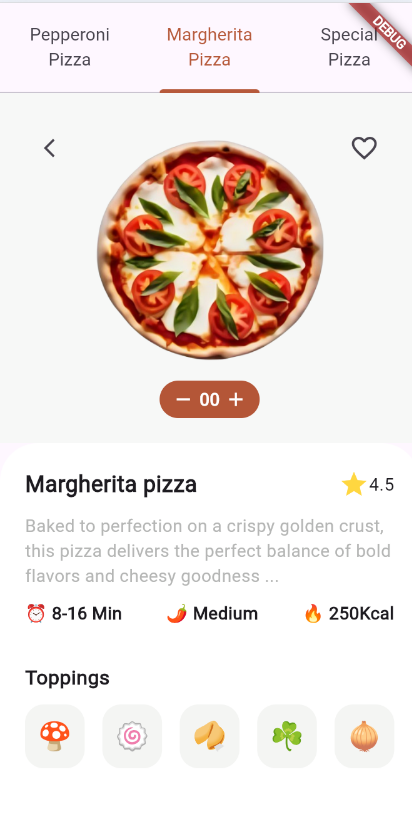 Pepperoni
Pizza
Margherita
Pizza
Special
Pizza
DEBUG
00
Margherita pizza
4.5
Baked to perfection on a crispy golden crust,
this pizza delivers the perfect balance of bold
flavors and cheesy goodness ...
8-16 Min
Medium
250Kcal
Toppings